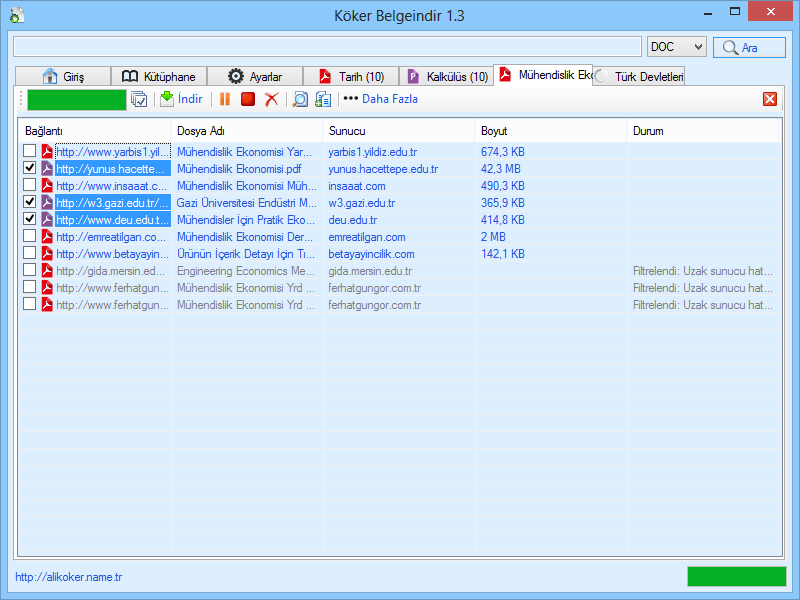 Köker Belgeindir 1.3
DOC Ara
Giriş Kütüphane Ayarlar Tarih (10) Kalkülüs (10) Mühendislik Eko Türk Devletleri
İndir ••• Daha Fazla
Bağlantı Dosya Adı Sunucu Boyut Durum
http://www.yarbis1.yil... Mühendislik Ekonomisi Yar... yarbis1.yildiz.edu.tr 674,3 KB
http://yunus.hacettepe... Mühendislik Ekonomisi.pdf yunus.hacettepe.edu.tr 42,3 MB
http://www.insaaat.c... Mühendislik Ekonomisi Müh... insaaat.com 490,3 KB
http://w3.gazi.edu.tr/... Gazi Üniversitesi Endüstri M... w3.gazi.edu.tr 365,9 KB
http://www.deu.edu.t... Mühendisler İçin Pratik Eko... deu.edu.tr 414,8 KB
http://emreatilgan.co... Mühendislik Ekonomisi Der... emreatilgan.com 2 MB
http://www.betayayin... Ürünün İçerik Detayı İçin Tı... betayayincilik.com 142,1 KB
http://gida.mersin.ed... Engineering Economics Me... gida.mersin.edu.tr Filtrelendi: Uzak sunucu hat...
http://www.ferhatgun... Mühendislik Ekonomisi Yrd ... ferhatgungor.com.tr Filtrelendi: Uzak sunucu hat...
http://www.ferhatgun... Mühendislik Ekonomisi Yrd ... ferhatgungor.com.tr Filtrelendi: Uzak sunucu hat...
http://alikoker.name.tr